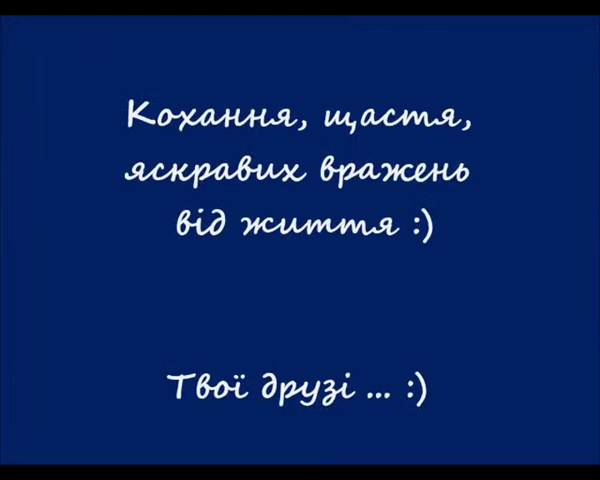 Кохання, щастя,
яскравих вражень
від життя :)
Твої друзі ... :)